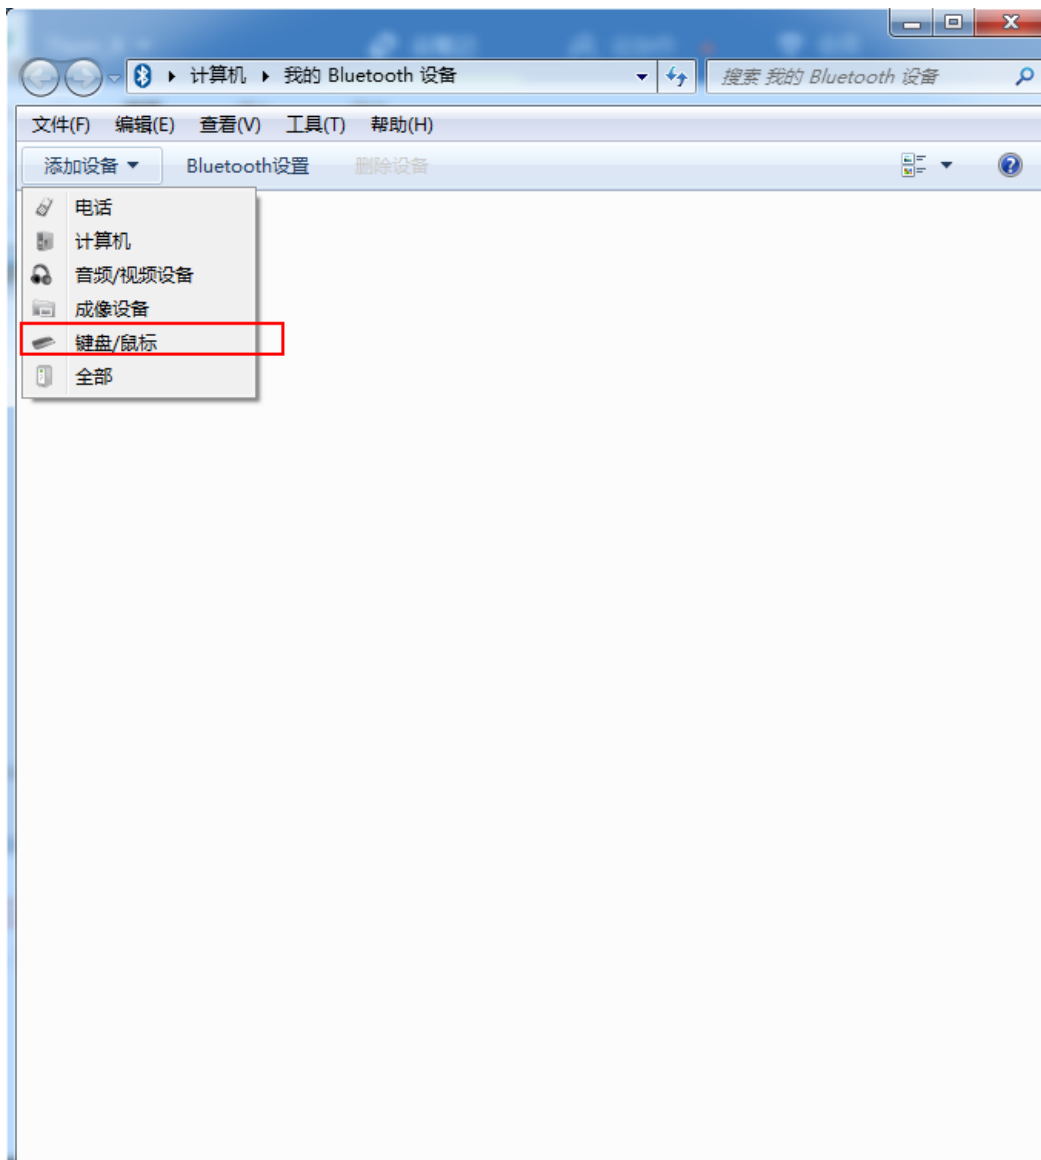 计算机 我的 Bluetooth 设备 搜索 我的 Bluetooth 设备
文件(F) 编辑(E) 查看(V) 工具(T) 帮助(H)
添加设备 Bluetooth设置 删除设备
电话
计算机
音频/视频设备
成像设备
键盘/鼠标
全部